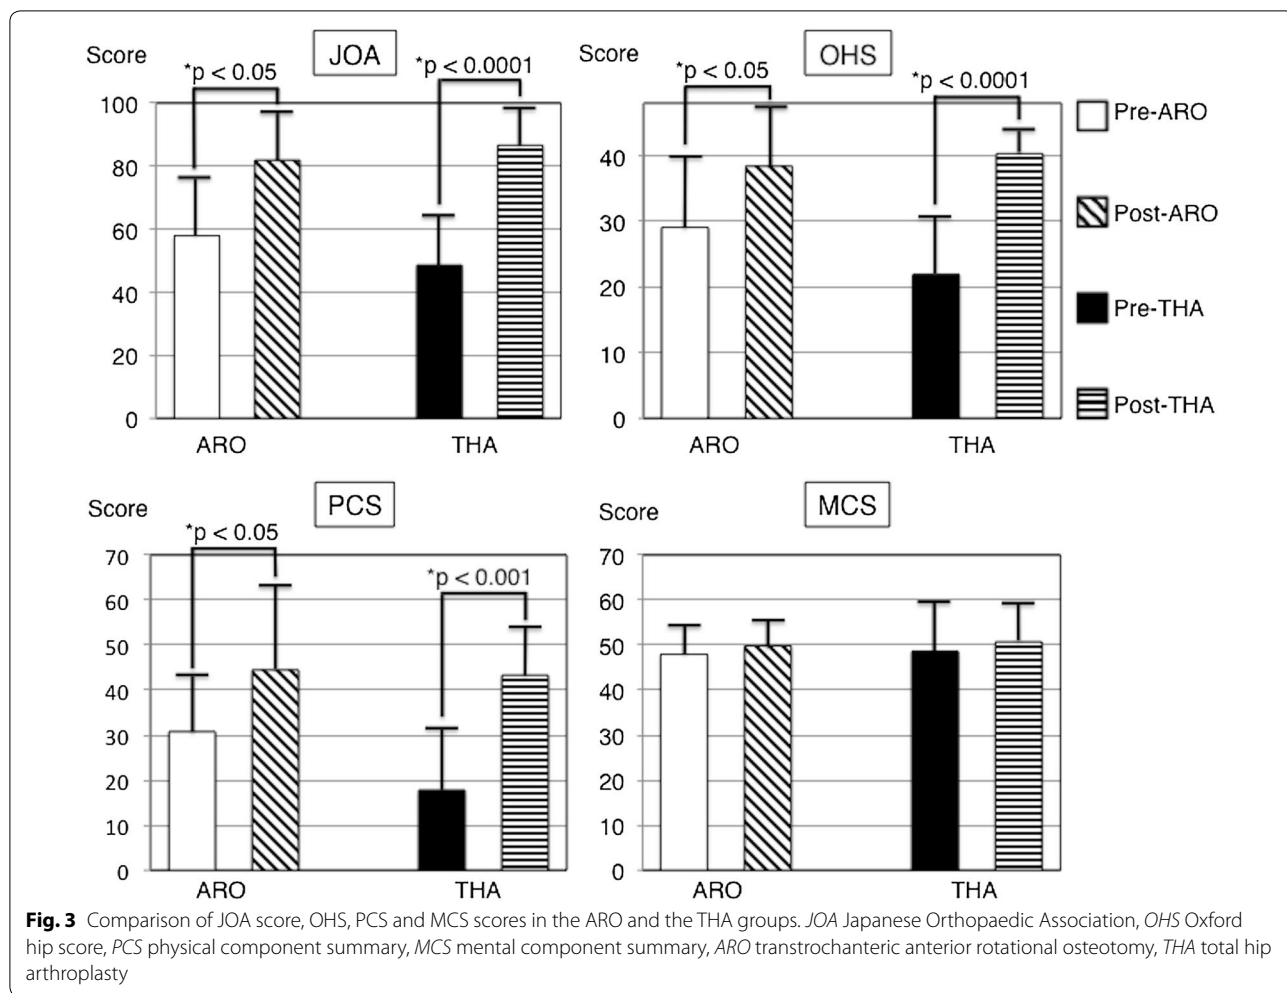 Score JOA
*p < 0.05 *p < 0.0001
100
80
60
40
20
0
ARO THA
Score OHS
*p < 0.05 *p < 0.0001
40
30
20
10
0
ARO THA
Pre-ARO
Post-ARO
Pre-THA
Post-THA
Score PCS
*p < 0.05
*p < 0.001
70
60
50
40
30
20
10
0
ARO THA
Score MCS
70
60
50
40
30
20
10
0
ARO THA
Fig. 3 Comparison of JOA score, OHS, PCS and MCS scores in the ARO and the THA groups. JOA Japanese Orthopaedic Association, OHS Oxford
hip score, PCS physical component summary, MCS mental component summary, ARO transtrochanteric anterior rotational osteotomy, THA total hip
arthroplasty